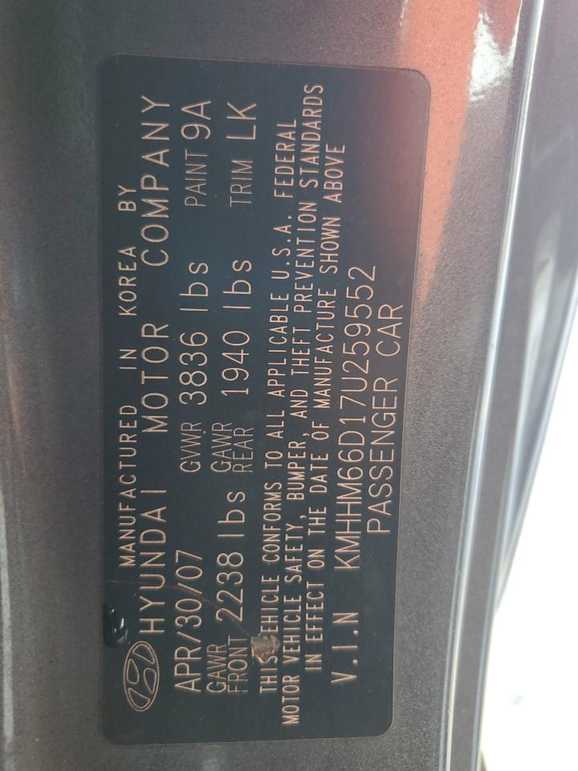 MANUFACTURED IN KOREA BY
HYUNDAI MOTOR COMPANY
APR/30/07 GVWR 3836 lbs PAINT 9A
GAWR FRONT 2238 lbs GAWR REAR 1940 lbs TRIM LK
THIS VEHICLE CONFORMS TO ALL APPLICABLE U.S.A. FEDERAL
MOTOR VEHICLE SAFETY, BUMPER, AND THEFT PREVENTION STANDARDS
IN EFFECT ON THE DATE OF MANUFACTURE SHOWN ABOVE
V.I.N KMHHM66D17U259552
PASSENGER CAR